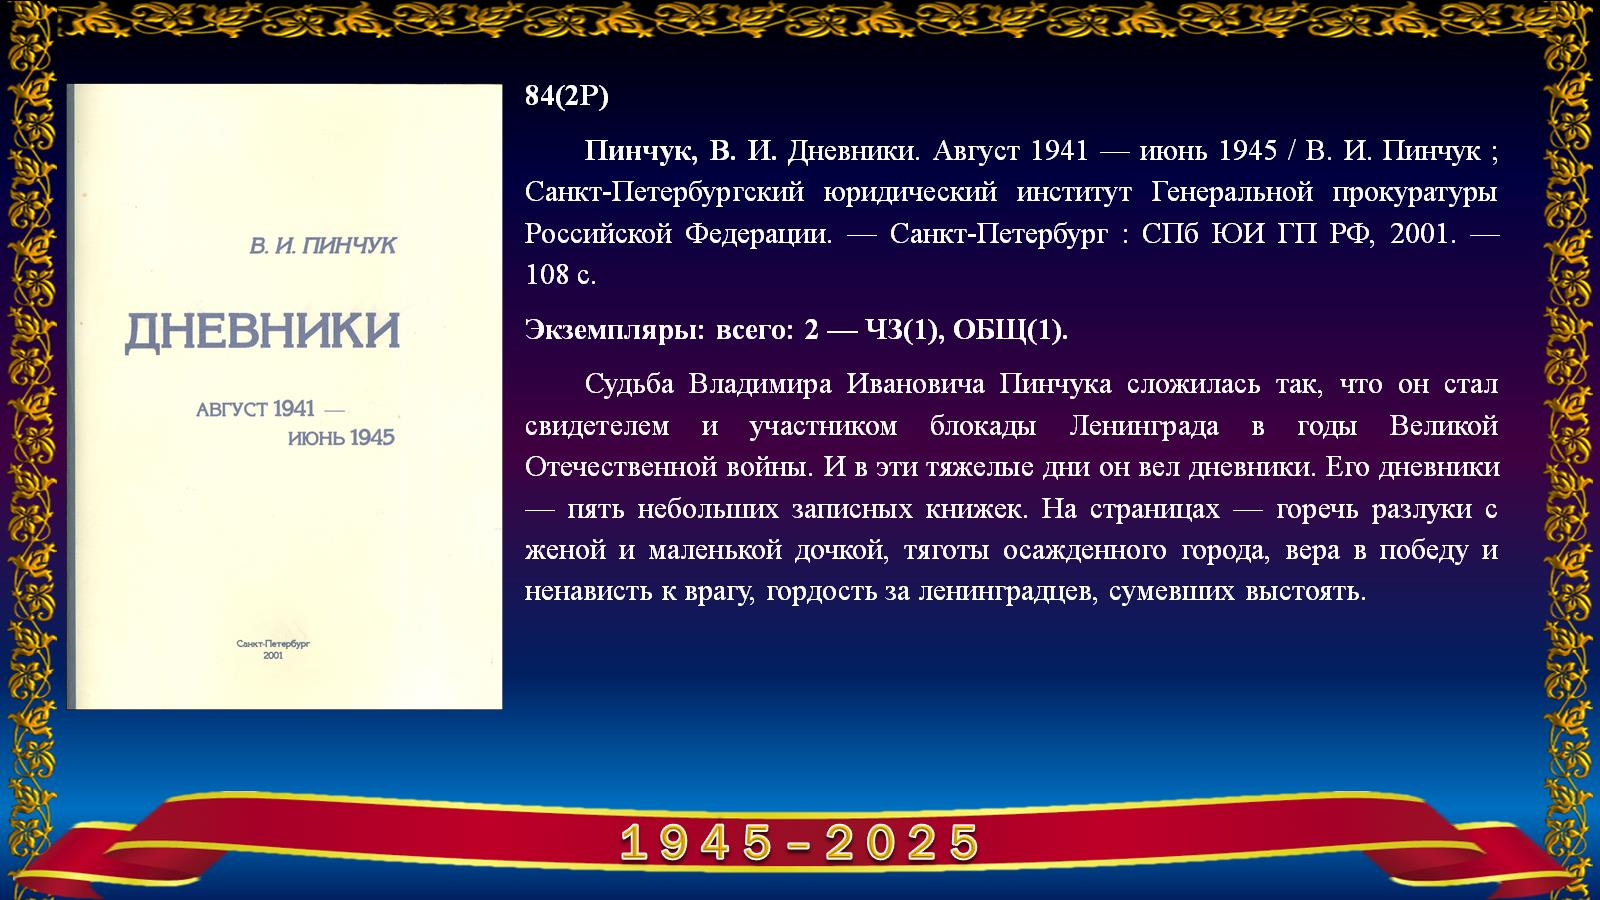 В. И. ПИНЧУК
ДНЕВНИКИ
АВГУСТ 1941 —
ИЮНЬ 1945
Санкт-Петербург
2001
84(2Р)
Пинчук, В. И. Дневники. Август 1941 — июнь 1945 / В. И. Пинчук ;
Санкт-Петербургский юридический институт Генеральной прокуратуры
Российской Федерации. — Санкт-Петербург : СПб ЮИ ГП РФ, 2001. —
108 с.
Экземпляры: всего: 2 — ЧЗ(1), ОБЩ(1).
Судьба Владимира Ивановича Пинчука сложилась так, что он стал
свидетелем и участником блокады Ленинграда в годы Великой
Отечественной войны. И в эти тяжелые дни он вел дневники. Его дневники
— пять небольших записных книжек. На страницах — горечь разлуки с
женой и маленькой дочкой, тяготы осажденного города, вера в победу и
ненависть к врагу, гордость за ленинградцев, сумевших выстоять.
1945–2025